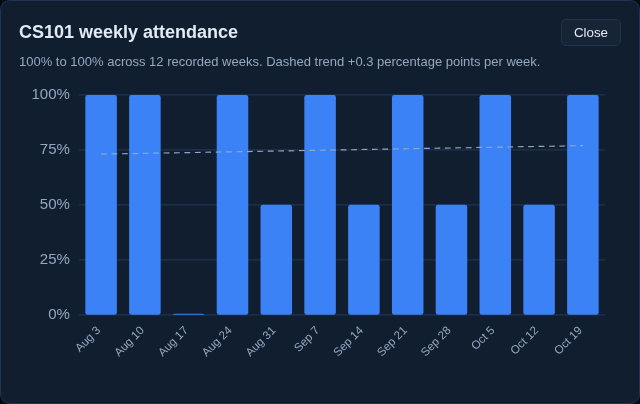 CS101 weekly attendance
Close
100% to 100% across 12 recorded weeks. Dashed trend +0.3 percentage points per week.
100%
75%
50%
25%
0%
Aug 3
Aug 10
Aug 17
Aug 24
Aug 31
Sep 7
Sep 14
Sep 21
Sep 28
Oct 5
Oct 12
Oct 19